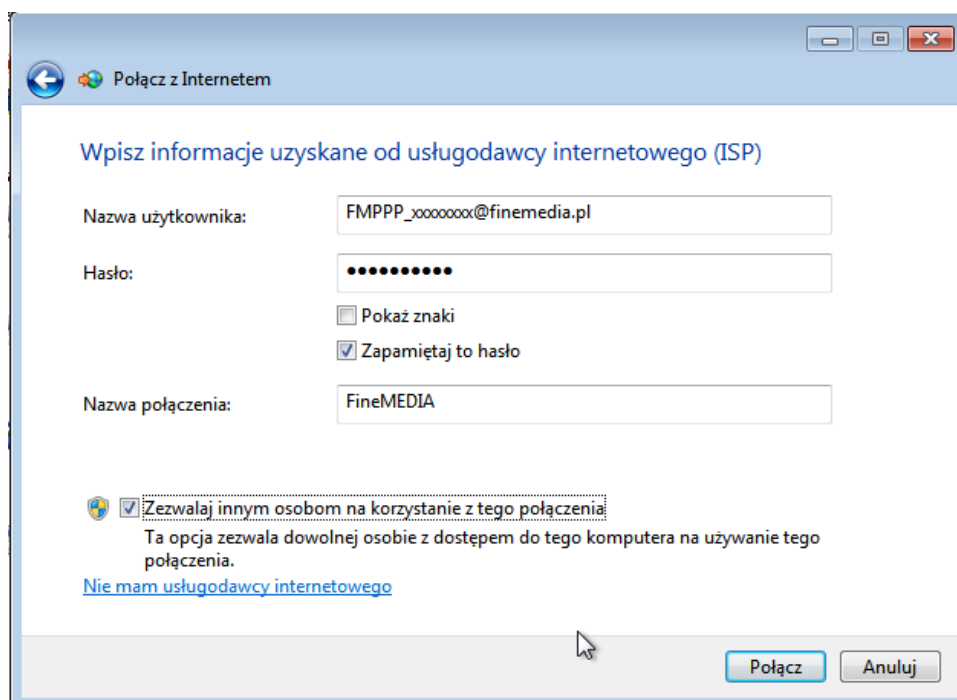 Połącz z Internetem
Wpisz informacje uzyskane od usługodawcy internetowego (ISP)
Nazwa użytkownika: FMPPP_xxxxxxxx@finemedia.pl
Hasło: ••••••••••
Pokaż znaki
Zapamiętaj to hasło
Nazwa połączenia: FineMEDIA
Zezwalaj innym osobom na korzystanie z tego połączenia
Ta opcja zezwala dowolnej osobie z dostępem do tego komputera na używanie tego
połączenia.
Nie mam usługodawcy internetowego
Połącz Anuluj